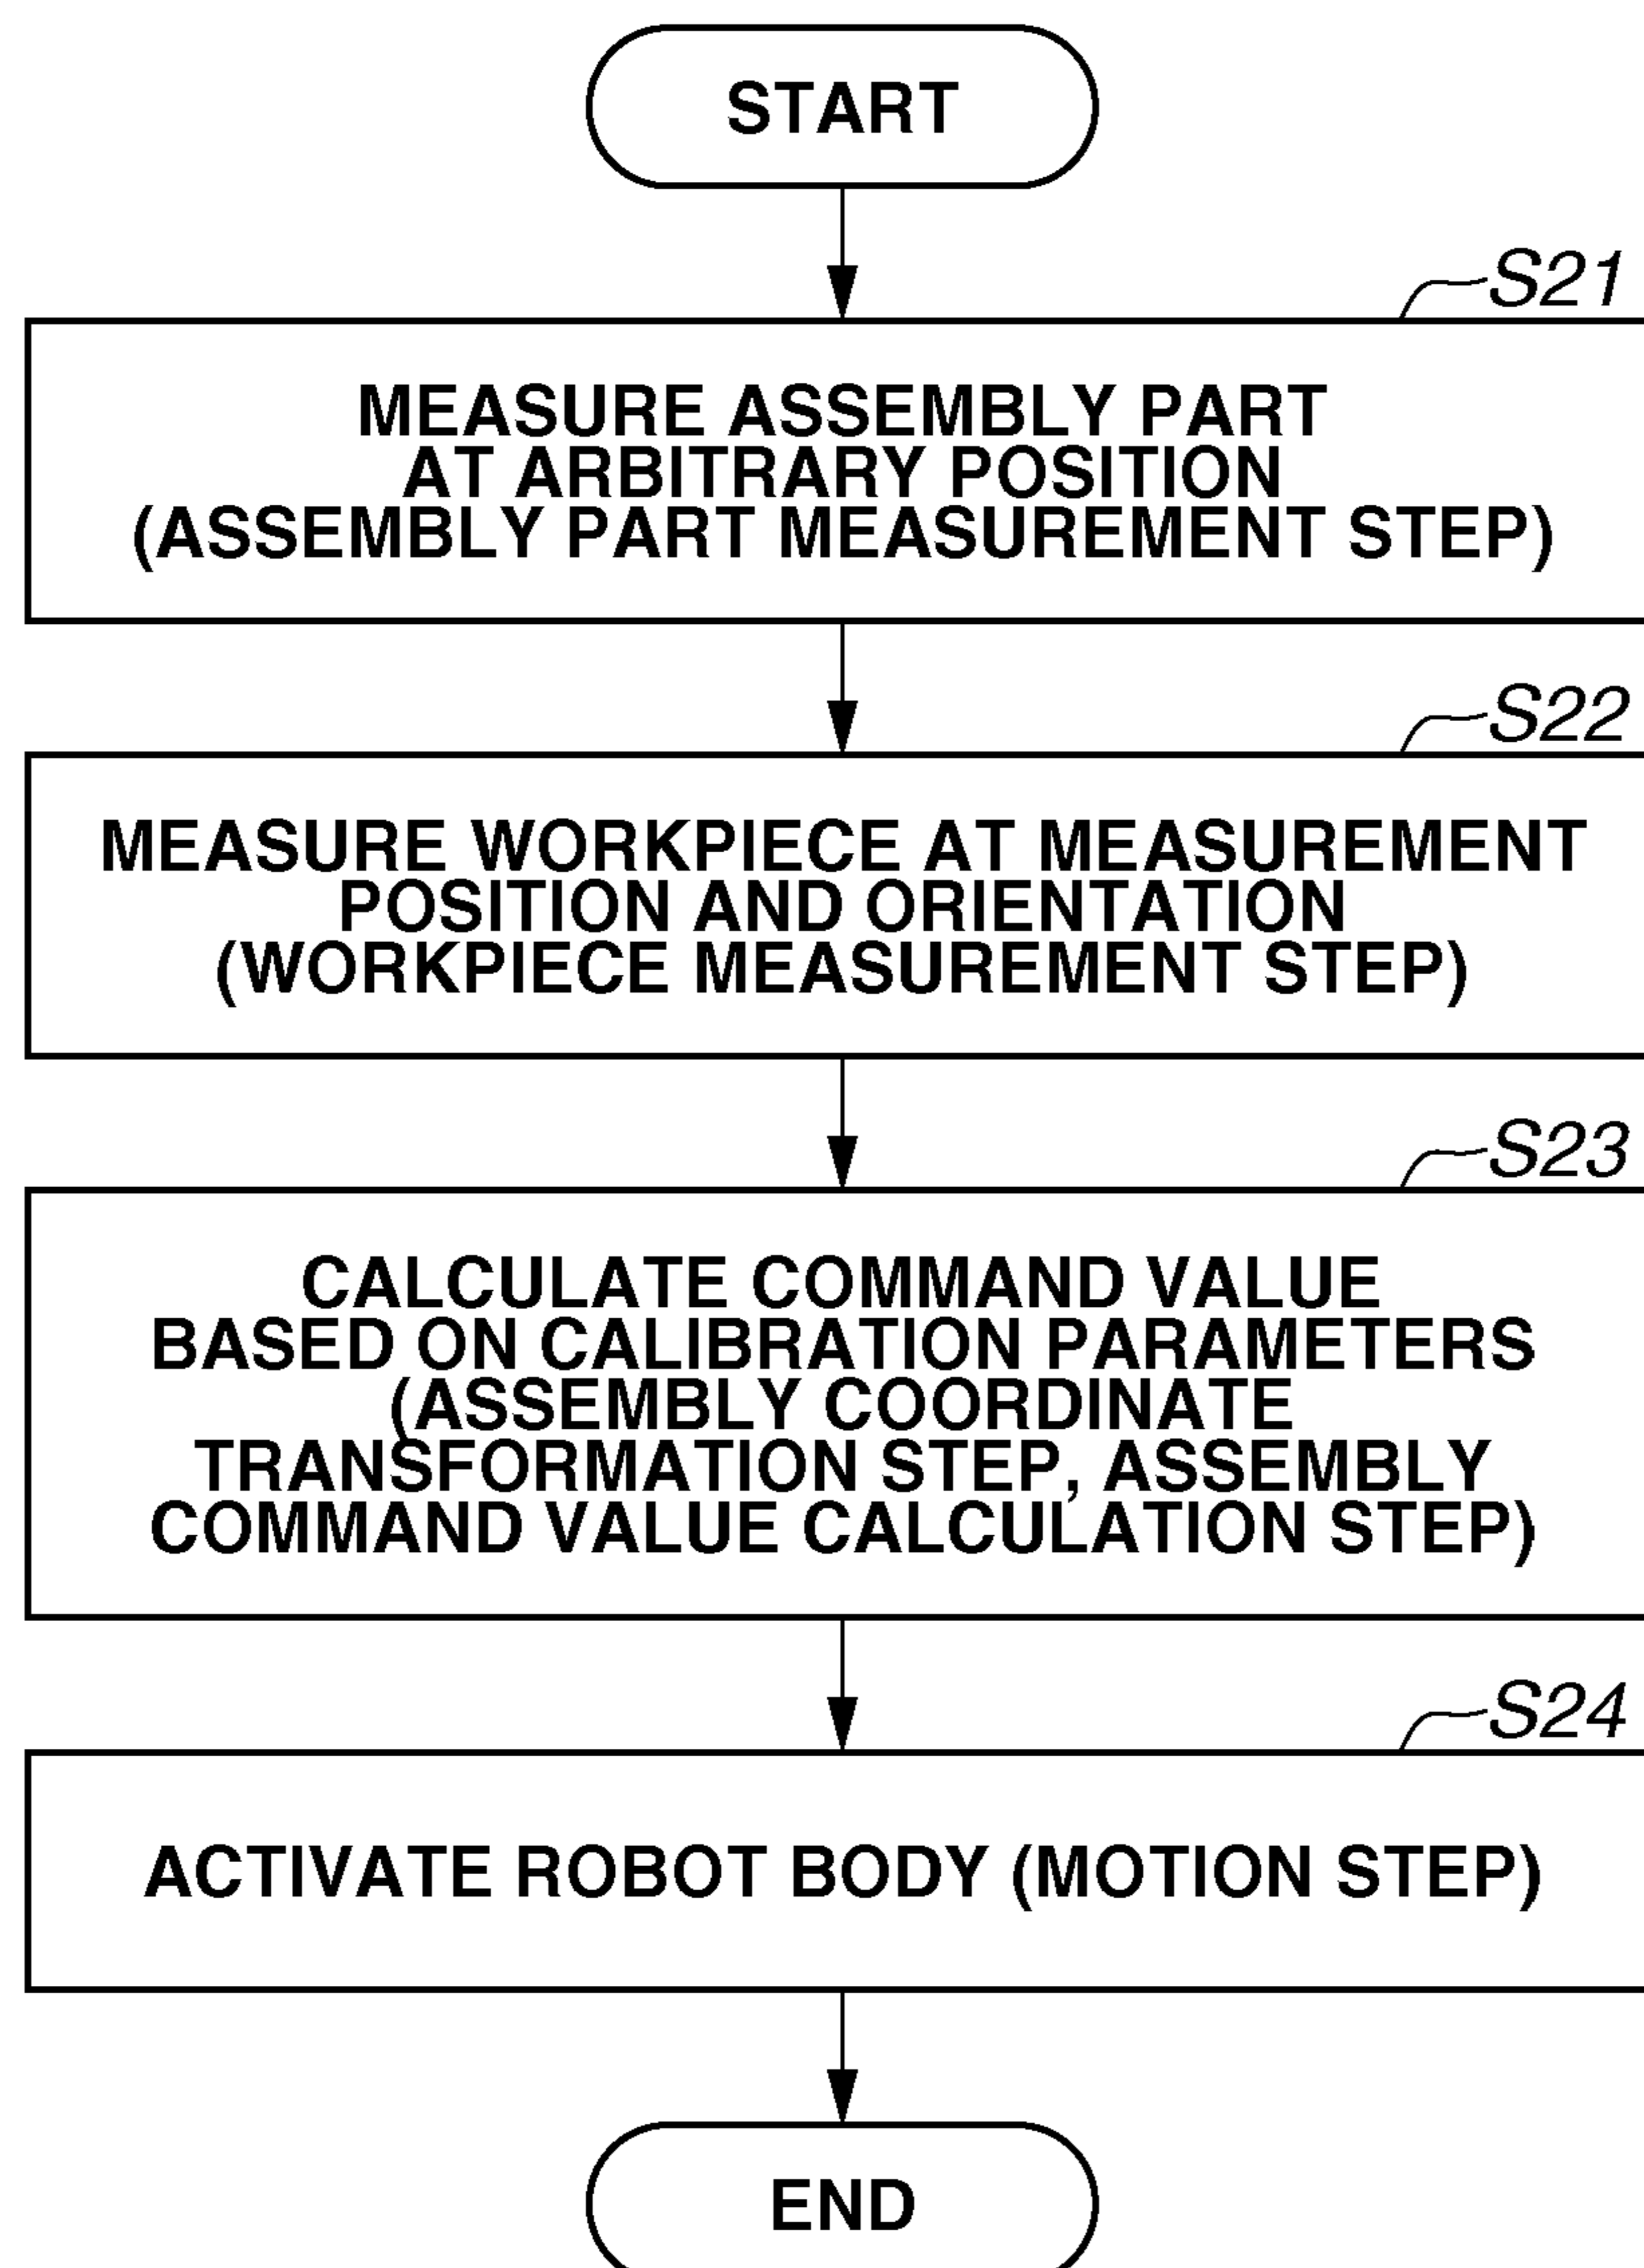 START
S21
MEASURE ASSEMBLY PART
AT ARBITRARY POSITION
(ASSEMBLY PART MEASUREMENT STEP)
S22
MEASURE WORKPIECE AT MEASUREMENT
POSITION AND ORIENTATION
(WORKPIECE MEASUREMENT STEP)
S23
CALCULATE COMMAND VALUE
BASED ON CALIBRATION PARAMETERS
(ASSEMBLY COORDINATE
TRANSFORMATION STEP, ASSEMBLY
COMMAND VALUE CALCULATION STEP)
S24
ACTIVATE ROBOT BODY (MOTION STEP)
END